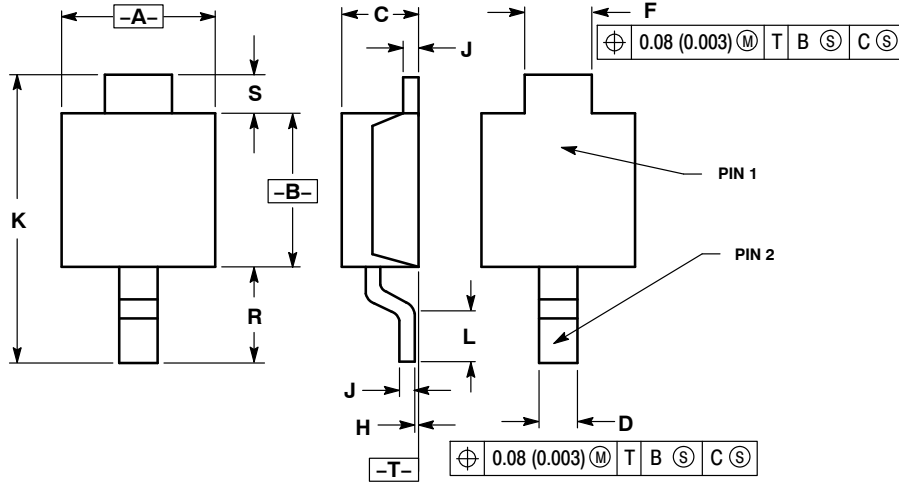 –A–
C
F
⌖ 0.08 (0.003) Ⓜ T B Ⓢ C Ⓢ
J
S
–B–
K
PIN 1
PIN 2
R
L
J
H
D
⌖ 0.08 (0.003) Ⓜ T B Ⓢ C Ⓢ
–T–